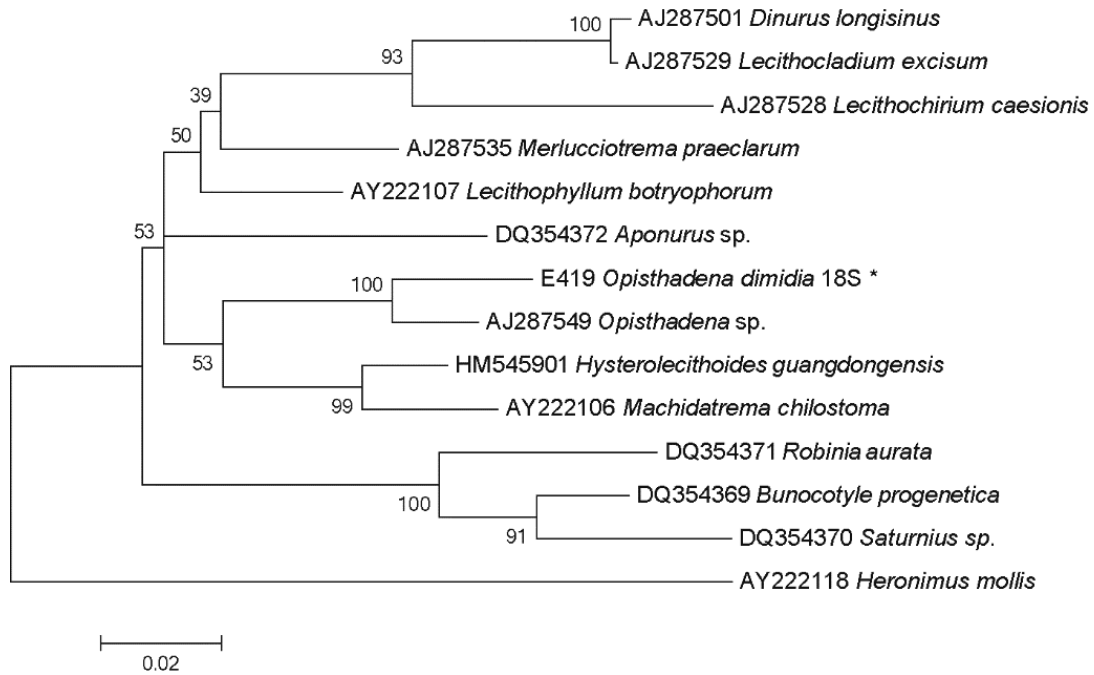 100
AJ287501 Dinurus longisinus
93
AJ287529 Lecithocladium excisum
39
AJ287528 Lecithochirium caesionis
50
AJ287535 Merlucciotrema praeclarum
AY222107 Lecithophyllum botryophorum
53
DQ354372 Aponurus sp.
100
E419 Opisthadena dimidia 18S *
AJ287549 Opisthadena sp.
53
HM545901 Hysterolecithoides guangdongensis
99
AY222106 Machidatrema chilostoma
DQ354371 Robinia aurata
100
DQ354369 Bunocotyle progenetica
91
DQ354370 Saturnius sp.
AY222118 Heronimus mollis
0.02